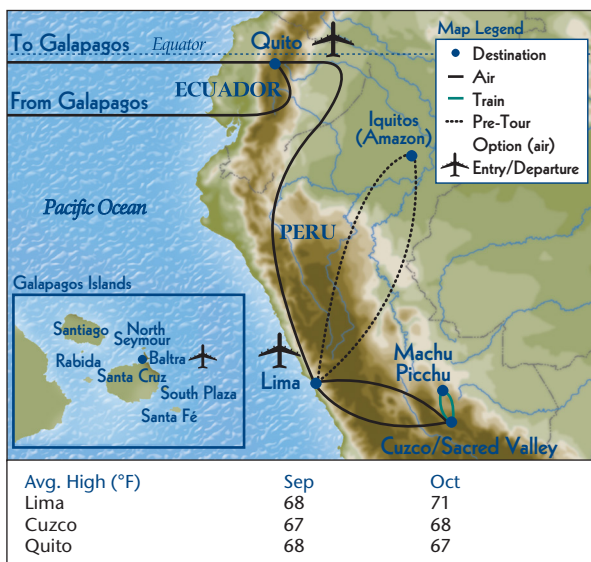 To Galapagos
Equator
Quito
From Galapagos
ECUADOR
Map Legend
Destination
Air
Train
Pre-Tour
Option (air)
Entry/Departure
Iquitos
(Amazon)
Pacific Ocean
PERU
Galapagos Islands
Santiago
North
Seymour
Baltra
Rabida
Santa Cruz
South Plaza
Santa Fé
Lima
Machu
Picchu
Cuzco/Sacred Valley
Avg. High (°F) Sep Oct
Lima 68 71
Cuzco 67 68
Quito 68 67